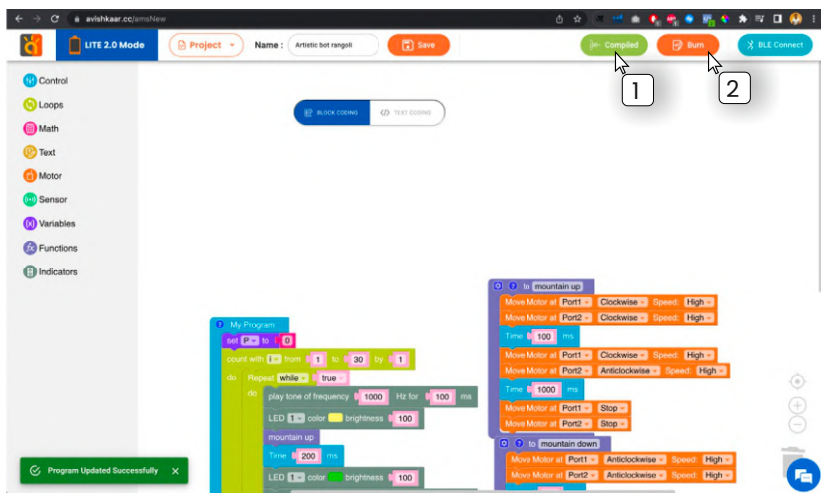 avishkaar.cc/amsNew
LITE 2.0 Mode
Project
Name :
Artistic bot rangoli
Save
Compiled
Burn
BLE Connect
1
2
Control
Loops
Math
Text
Motor
Sensor
Variables
Functions
Indicators
BLOCK CODING
</> TEXT CODING
to mountain up
Move Motor at Port1 Clockwise Speed: High
Move Motor at Port2 Clockwise Speed: High
Time 100 ms
Move Motor at Port1 Clockwise Speed: High
Move Motor at Port2 Anticlockwise Speed: High
Time 1000 ms
Move Motor at Port1 Stop
Move Motor at Port2 Stop
to mountain down
Move Motor at Port1 Anticlockwise Speed: High
Move Motor at Port2 Anticlockwise Speed: High
My Program
set P to 0
count with i from 1 to 30 by 1
do Repeat while true
do play tone of frequency 1000 Hz for 100 ms
LED 1 color brightness 100
mountain up
Time 200 ms
LED 1 color brightness 100
Program Updated Successfully X